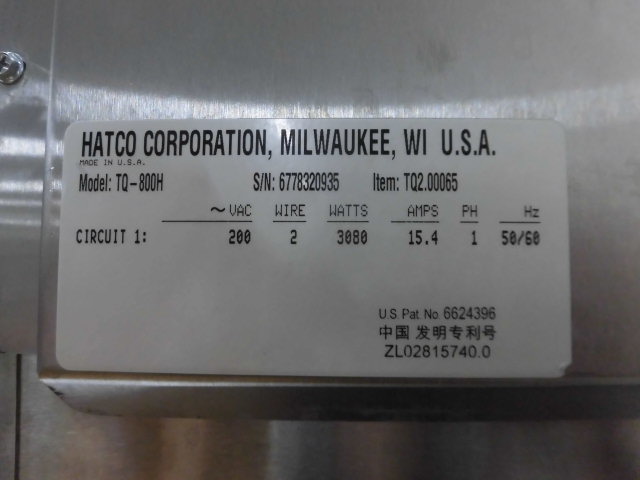 HATCO CORPORATION, MILWAUKEE, WI U.S.A.
MADE IN U.S.A.
Model: TQ-800H S/N: 6778320935 Item: TQ2.00065
~ VAC WIRE WATTS AMPS PH Hz
CIRCUIT 1: 200 2 3080 15.4 1 50/60
U.S. Pat. No. 6624396
中国 发明专利号
ZL02815740.0